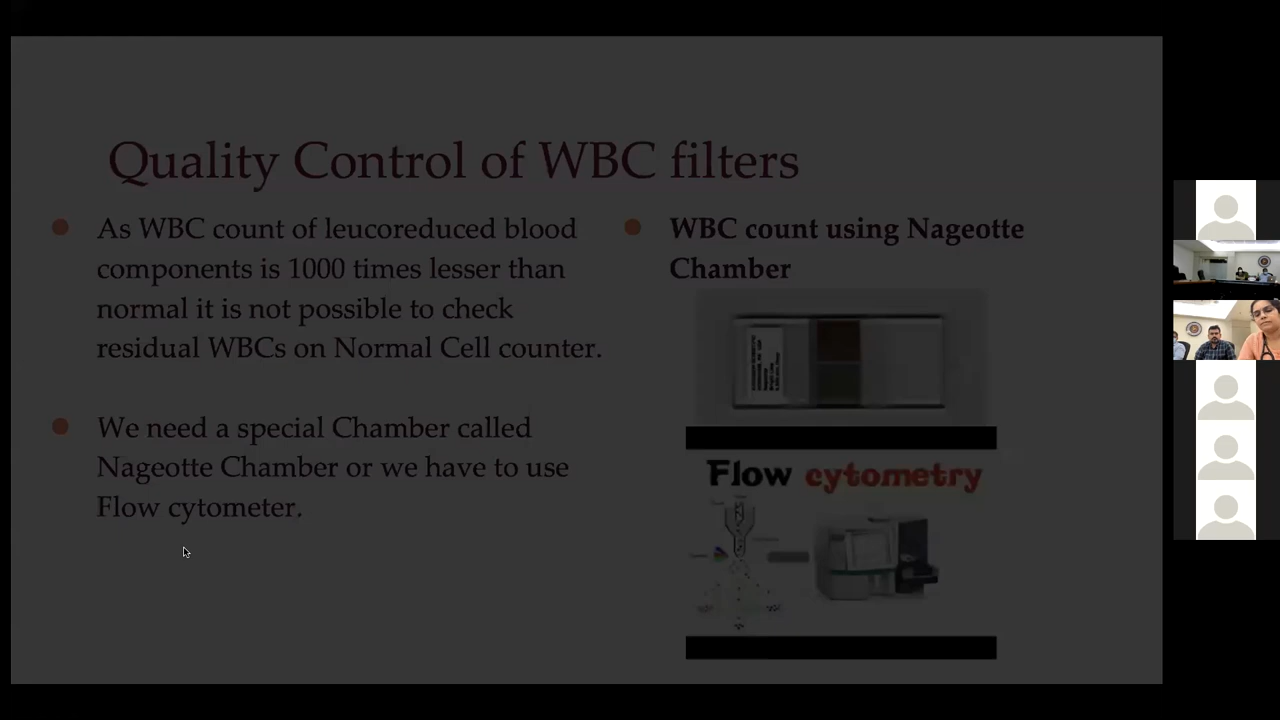 Quality Control of WBC filters
As WBC count of leucoreduced blood
components is 1000 times lesser than
normal it is not possible to check
residual WBCs on Normal Cell counter.
We need a special Chamber called
Nageotte Chamber or we have to use
Flow cytometer.
WBC count using Nageotte
Chamber
Flow cytometry